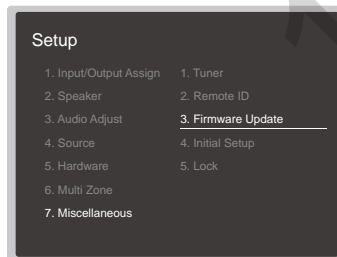 Setup
1. Input/Output Assign
2. Speaker
3. Audio Adjust
4. Source
5. Hardware
6. Multi Zone
7. Miscellaneous
1. Tuner
2. Remote ID
3. Firmware Update
4. Initial Setup
5. Lock